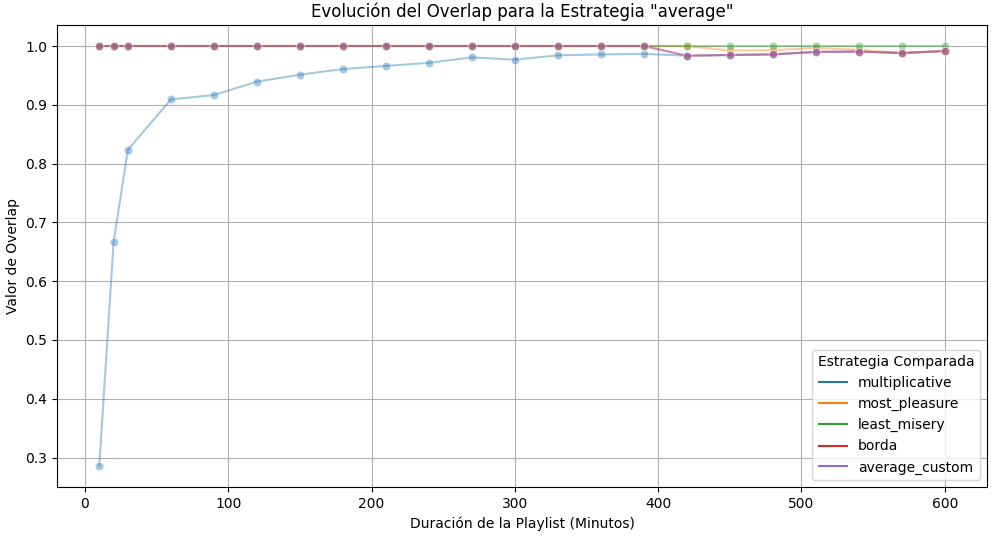 Evolución del Overlap para la Estrategia "average"
Valor de Overlap
1.0
0.9
0.8
0.7
0.6
0.5
0.4
0.3
Estrategia Comparada
multiplicative
most_pleasure
least_misery
borda
average_custom
0 100 200 300 400 500 600
Duración de la Playlist (Minutos)